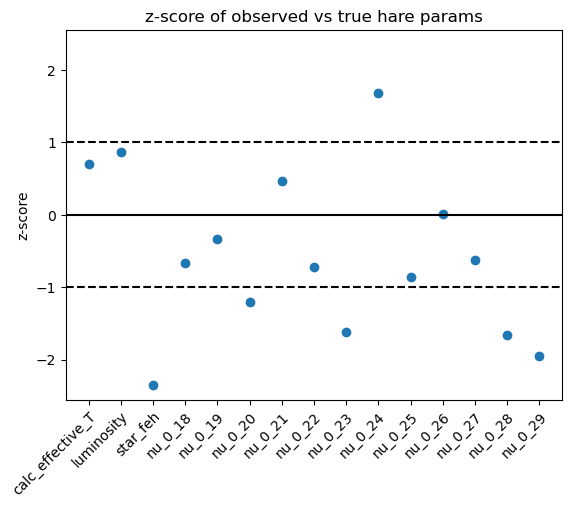 z-score of observed vs true hare params
z-score
2
1
0
−1
−2
calc_effective_T
luminosity
star_feh
nu_0_18
nu_0_19
nu_0_20
nu_0_21
nu_0_22
nu_0_23
nu_0_24
nu_0_25
nu_0_26
nu_0_27
nu_0_28
nu_0_29